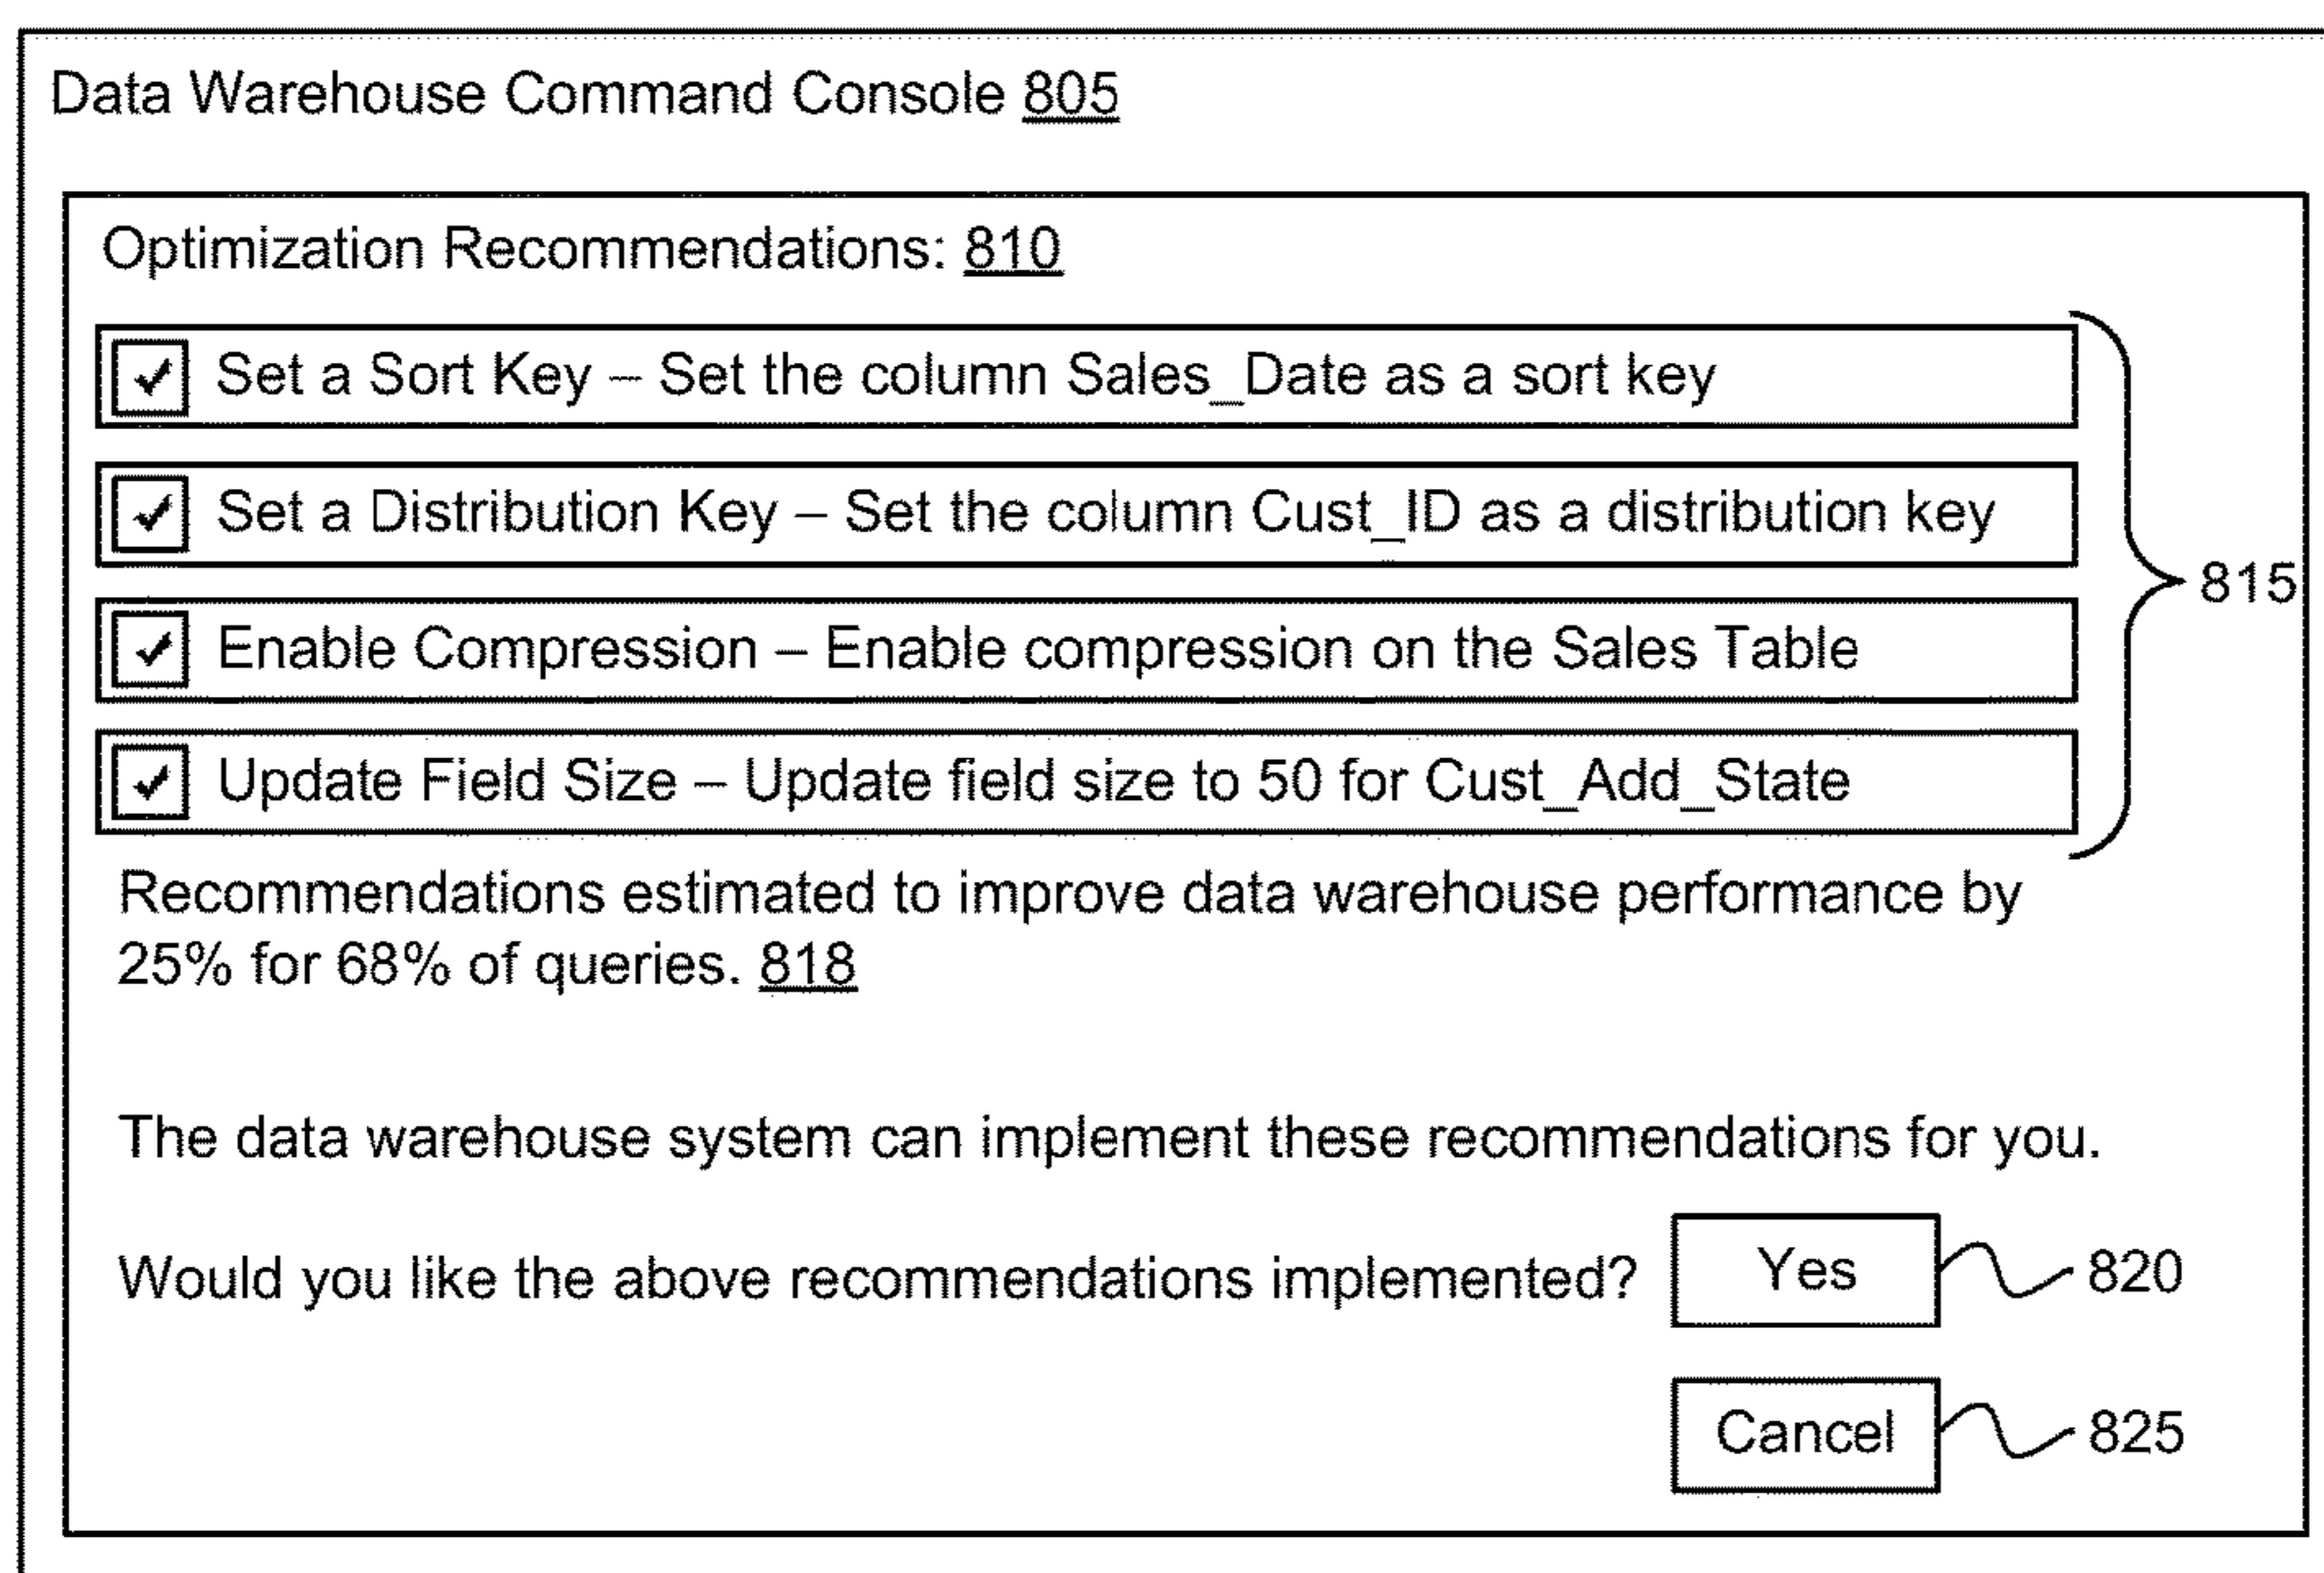 Data Warehouse Command Console 805
Optimization Recommendations: 810
Set a Sort Key – Set the column Sales_Date as a sort key
Set a Distribution Key – Set the column Cust_ID as a distribution key
815
Enable Compression – Enable compression on the Sales Table
Update Field Size – Update field size to 50 for Cust_Add_State
Recommendations estimated to improve data warehouse performance by
25% for 68% of queries. 818
The data warehouse system can implement these recommendations for you.
Would you like the above recommendations implemented? Yes 820
Cancel 825